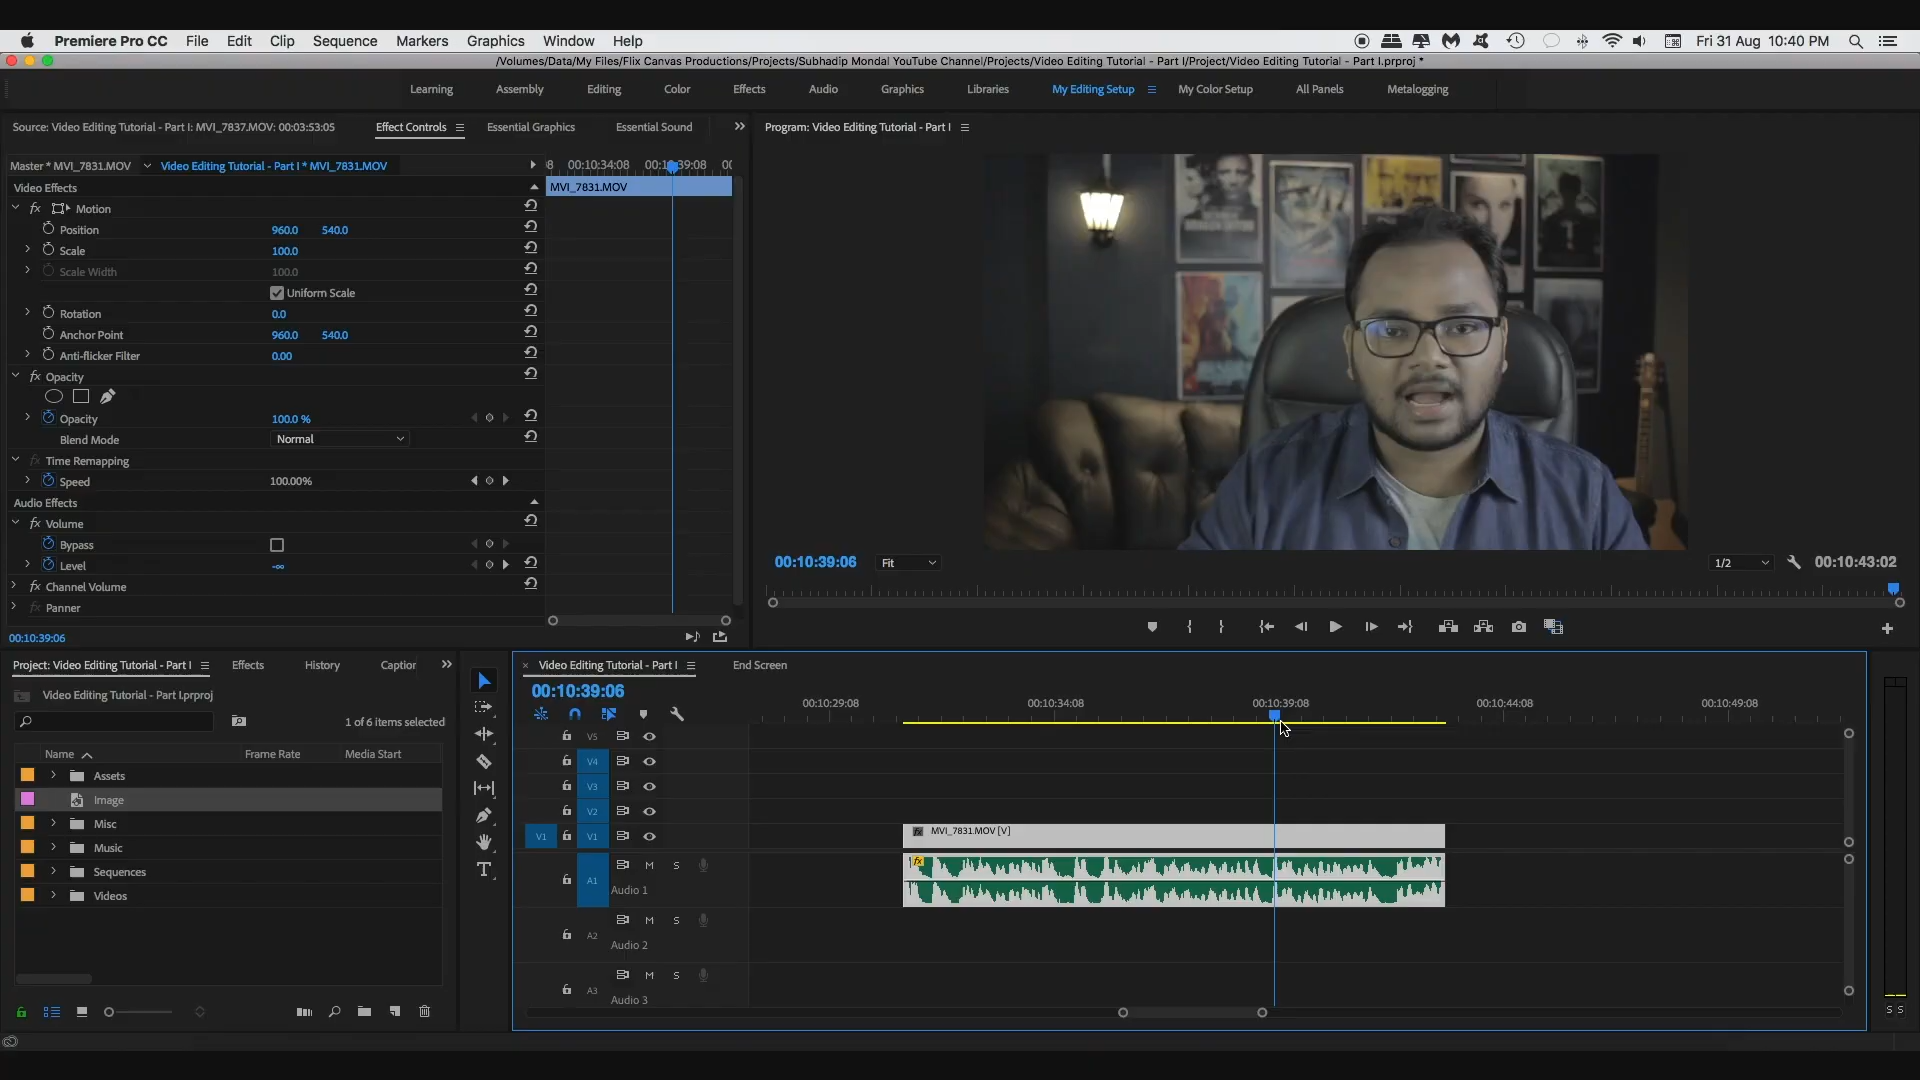 Premiere Pro CC File Edit Clip Sequence Markers Graphics Window Help Fri 31 Aug 10:40 PM
/Volumes/Data/My Files/Flix Canvas Productions/Projects/Subhadip Mondal YouTube Channel/Projects/Video Editing Tutorial - Part I/Project/Video Editing Tutorial - Part I.prproj *
Learning Assembly Editing Color Effects Audio Graphics Libraries My Editing Setup My Color Setup All Panels Metalogging
Source: Video Editing Tutorial - Part I: MVI_7837.MOV: 00:03:53:05 Effect Controls Essential Graphics Essential Sound
Program: Video Editing Tutorial - Part I
Master * MVI_7831.MOV Video Editing Tutorial - Part I * MVI_7831.MOV
00:10:34:08
Video Effects
MVI_7831.MOV
fx Motion
Position 960.0 540.0
Scale 100.0
Scale Width 100.0
Uniform Scale
Rotation 0.0
Anchor Point 960.0 540.0
Anti-flicker Filter 0.00
fx Opacity
Opacity 100.0 %
Blend Mode Normal
fx Time Remapping
Speed 100.00%
Audio Effects
fx Volume
Bypass
Level -∞
fx Channel Volume
fx Panner
00:10:39:06
00:10:39:06 Fit 1/2 00:10:43:02
Project: Video Editing Tutorial - Part I Effects History Caption
Video Editing Tutorial - Part I.prproj
1 of 6 items selected
Name Frame Rate Media Start
Assets
Image
Misc
Music
Sequences
Videos
× Video Editing Tutorial - Part I End Screen
00:10:39:06
00:10:29:08 00:10:34:08 00:10:39:08 00:10:44:08 00:10:49:08
V5
V4
V3
V2
V1 V1
fx MVI_7831.MOV [V]
A1 M S
Audio 1
fx
A2 M S
Audio 2
A3 M S
Audio 3
S S